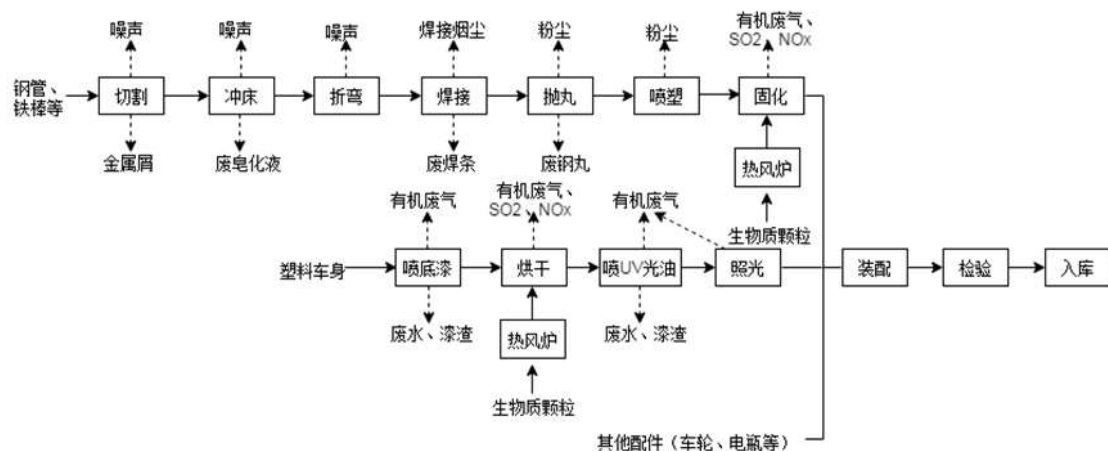 噪声 噪声 噪声 焊接烟尘 粉尘 粉尘 有机废气、
SO2、NOx
钢管、
铁棒等
切割 冲床 折弯 焊接 抛丸 喷塑 固化
金属屑 废皂化液 废焊条 废钢丸
热风炉
生物质颗粒
有机废气 有机废气、
SO2、NOx
有机废气
塑料车身 喷底漆 烘干 喷UV光油 照光 装配 检验 入库
废水、漆渣 热风炉 废水、漆渣
生物质颗粒
其他配件（车轮、电瓶等）